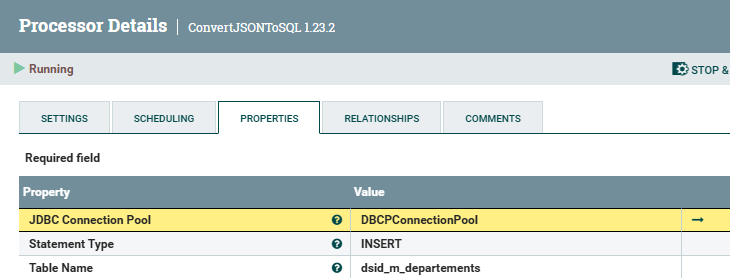 Processor Details | ConvertJSONToSQL 1.23.2
Running
STOP &
SETTINGS
SCHEDULING
PROPERTIES
RELATIONSHIPS
COMMENTS
Required field
Property Value
JDBC Connection Pool DBCPConnectionPool
Statement Type INSERT
Table Name dsid_m_departements